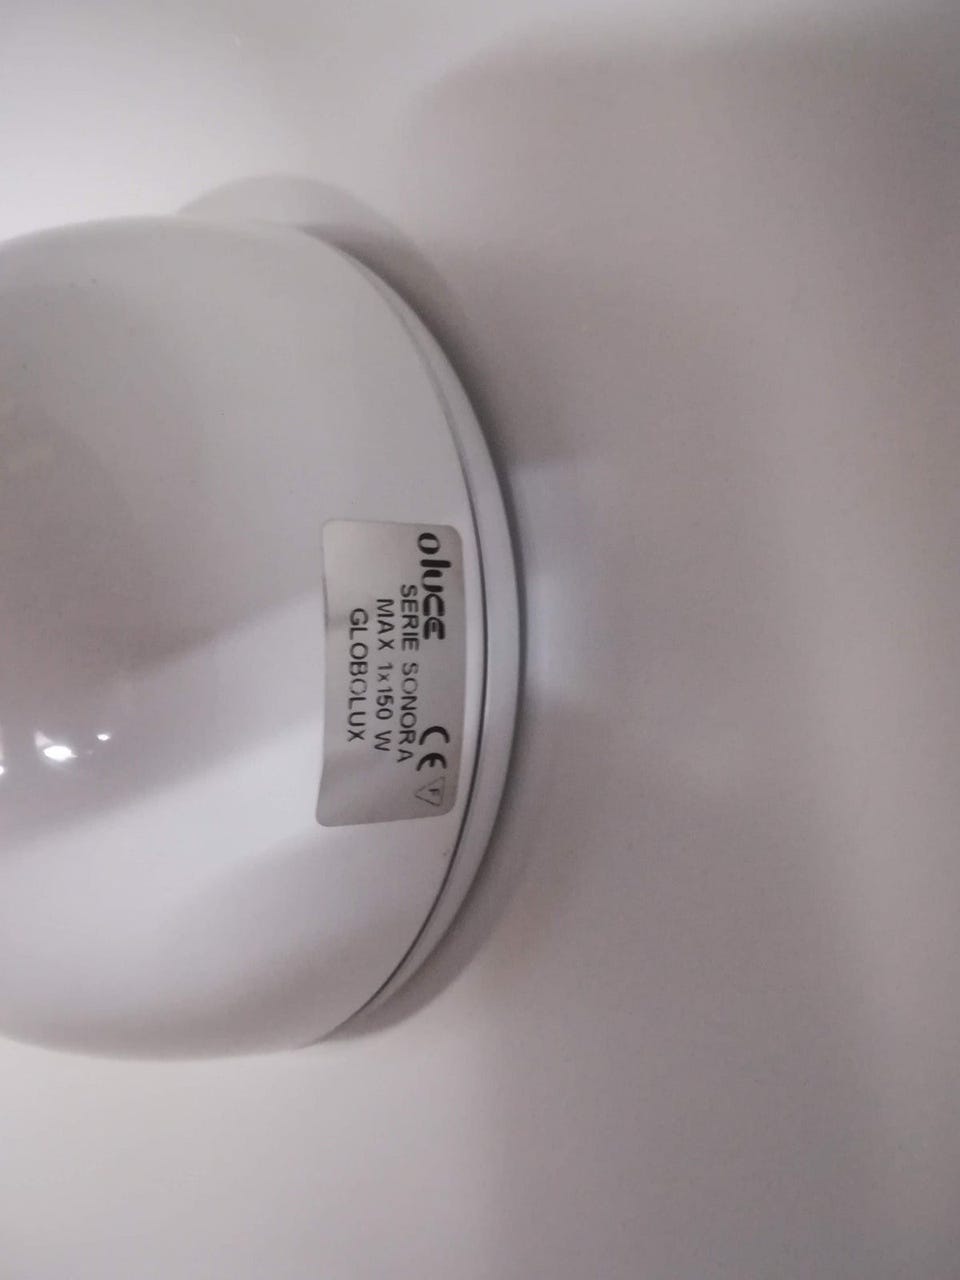 oluce CE F
SERIE SONORA
MAX 1x150 W
GLOBOLUX